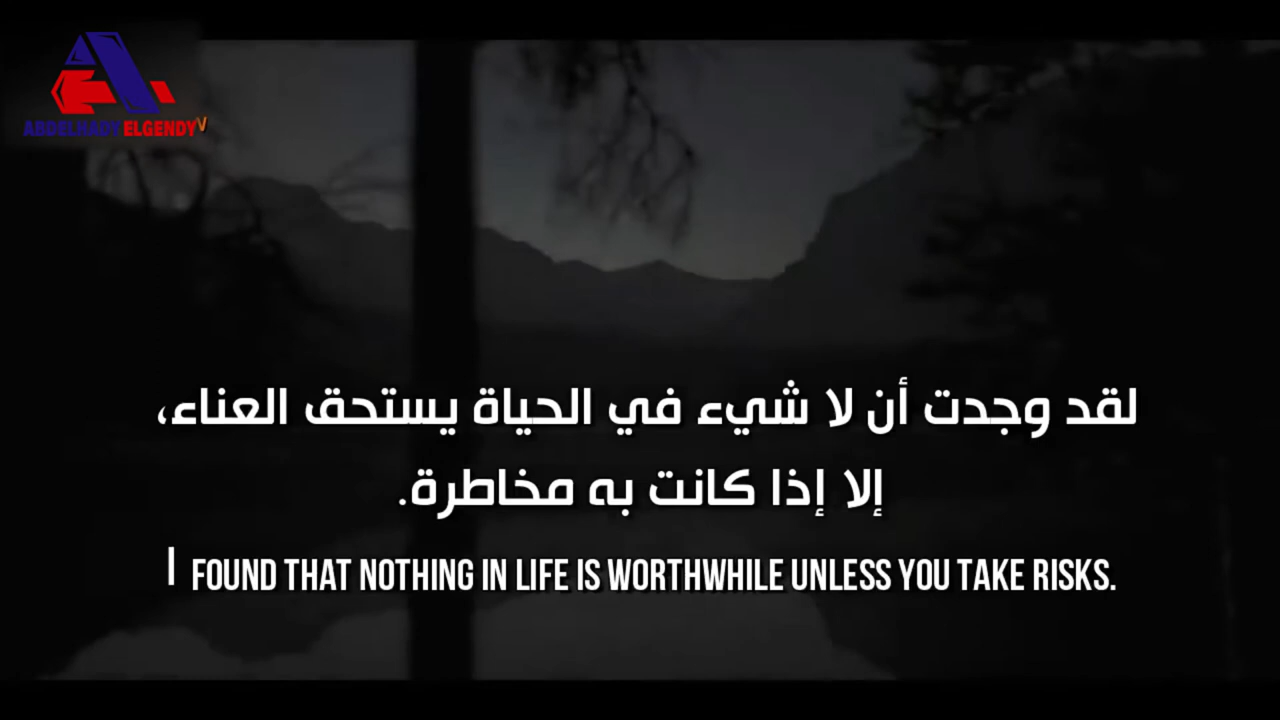 ABDELHADY ELGENDY V
لقد وجدت أن لا شيء في الحياة يستحق العناء،
إلا إذا كانت به مخاطرة.
I FOUND THAT NOTHING IN LIFE IS WORTHWHILE UNLESS YOU TAKE RISKS.